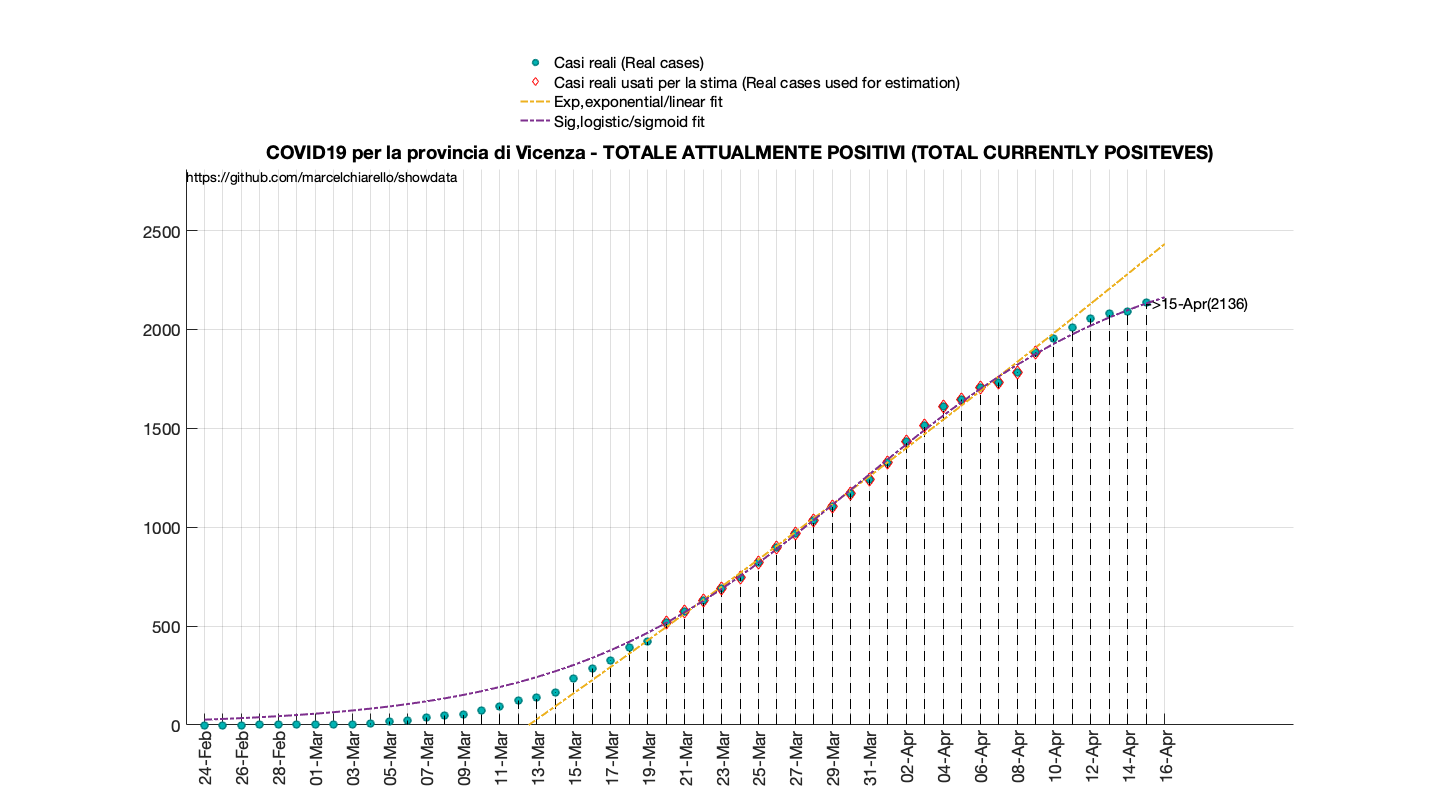 Casi reali (Real cases)
Casi reali usati per la stima (Real cases used for estimation)
Exp,exponential/linear fit
Sig,logistic/sigmoid fit
COVID19 per la provincia di Vicenza - TOTALE ATTUALMENTE POSITIVI (TOTAL CURRENTLY POSITEVES)
https://github.com/marcelchiarello/showdata
2500
2000
1500
1000
500
0
->15-Apr(2136)
24-Feb
26-Feb
28-Feb
01-Mar
03-Mar
05-Mar
07-Mar
09-Mar
11-Mar
13-Mar
15-Mar
17-Mar
19-Mar
21-Mar
23-Mar
25-Mar
27-Mar
29-Mar
31-Mar
02-Apr
04-Apr
06-Apr
08-Apr
10-Apr
12-Apr
14-Apr
16-Apr